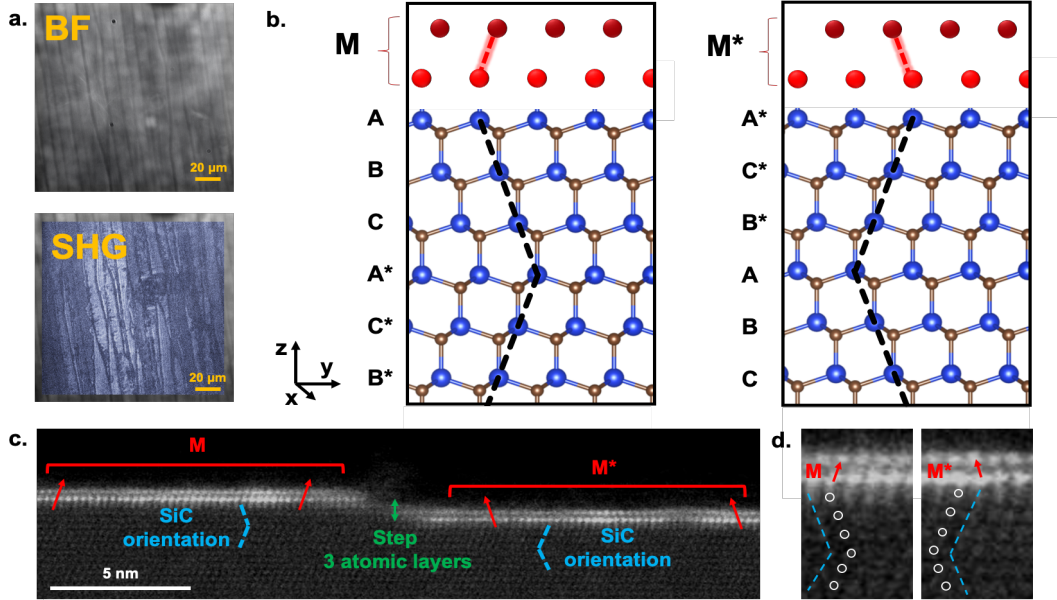 a.
BF
20 µm
SHG
20 µm
b.
M
A
B
C
A*
C*
B*
z
y
x
M*
A*
C*
B*
A
B
C
c.
M
M*
SiC
orientation
Step
3 atomic layers
SiC
orientation
5 nm
d.
M
M*